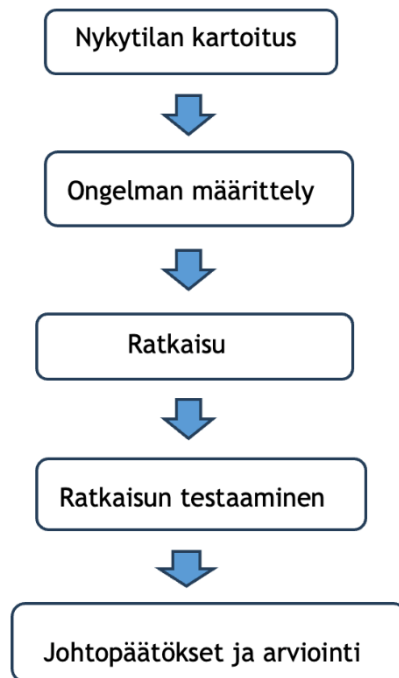 Nykytilan kartoitus
Ongelman määrittely
Ratkaisu
Ratkaisun testaaminen
Johtopäätökset ja arviointi